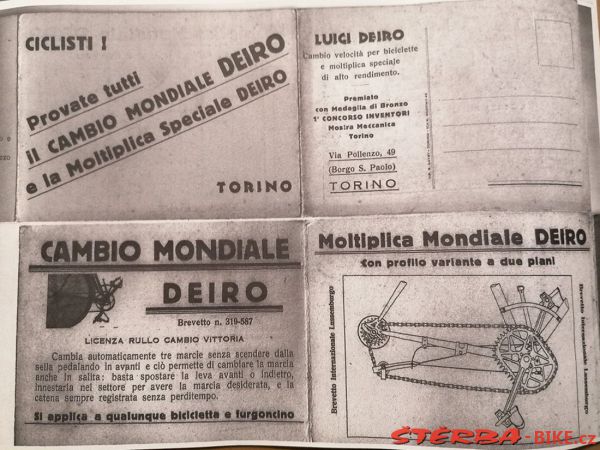 CICLISTI !
Provate tutti
il CAMBIO MONDIALE DEIRO
e la Moltiplica Speciale DEIRO
TORINO
LUIGI DEIRO
Cambio velocità per biciclette
e moltiplica speciale
di alto rendimento.
Premiato
con Medaglia di Bronzo
1° CONCORSO INVENTORI
Mostra Meccanica
Torino
Via Pollenzo, 49
(Borgo S. Paolo)
TORINO
CAMBIO MONDIALE
DEIRO
Brevetto n. 319-587
LICENZA RULLO CAMBIO VITTORIA
Cambia automaticamente tre marcie senza scendere dalla
sella pedalando in avanti e ciò permette di cambiare la marcia
anche in salita: basta spostare la leva avanti o indietro,
innestarla nel settore per avere la marcia desiderata, e la
catena sempre registrata senza perditempo.
Si applica a qualunque bicicletta e furgoncino
Moltiplica Mondiale DEIRO
Con profilo variante a due piani
Brevetto Internazionale Lussemburgo
Brevetto Internazionale Lussemburgo
ŠTĚRBA-BIKE.cz